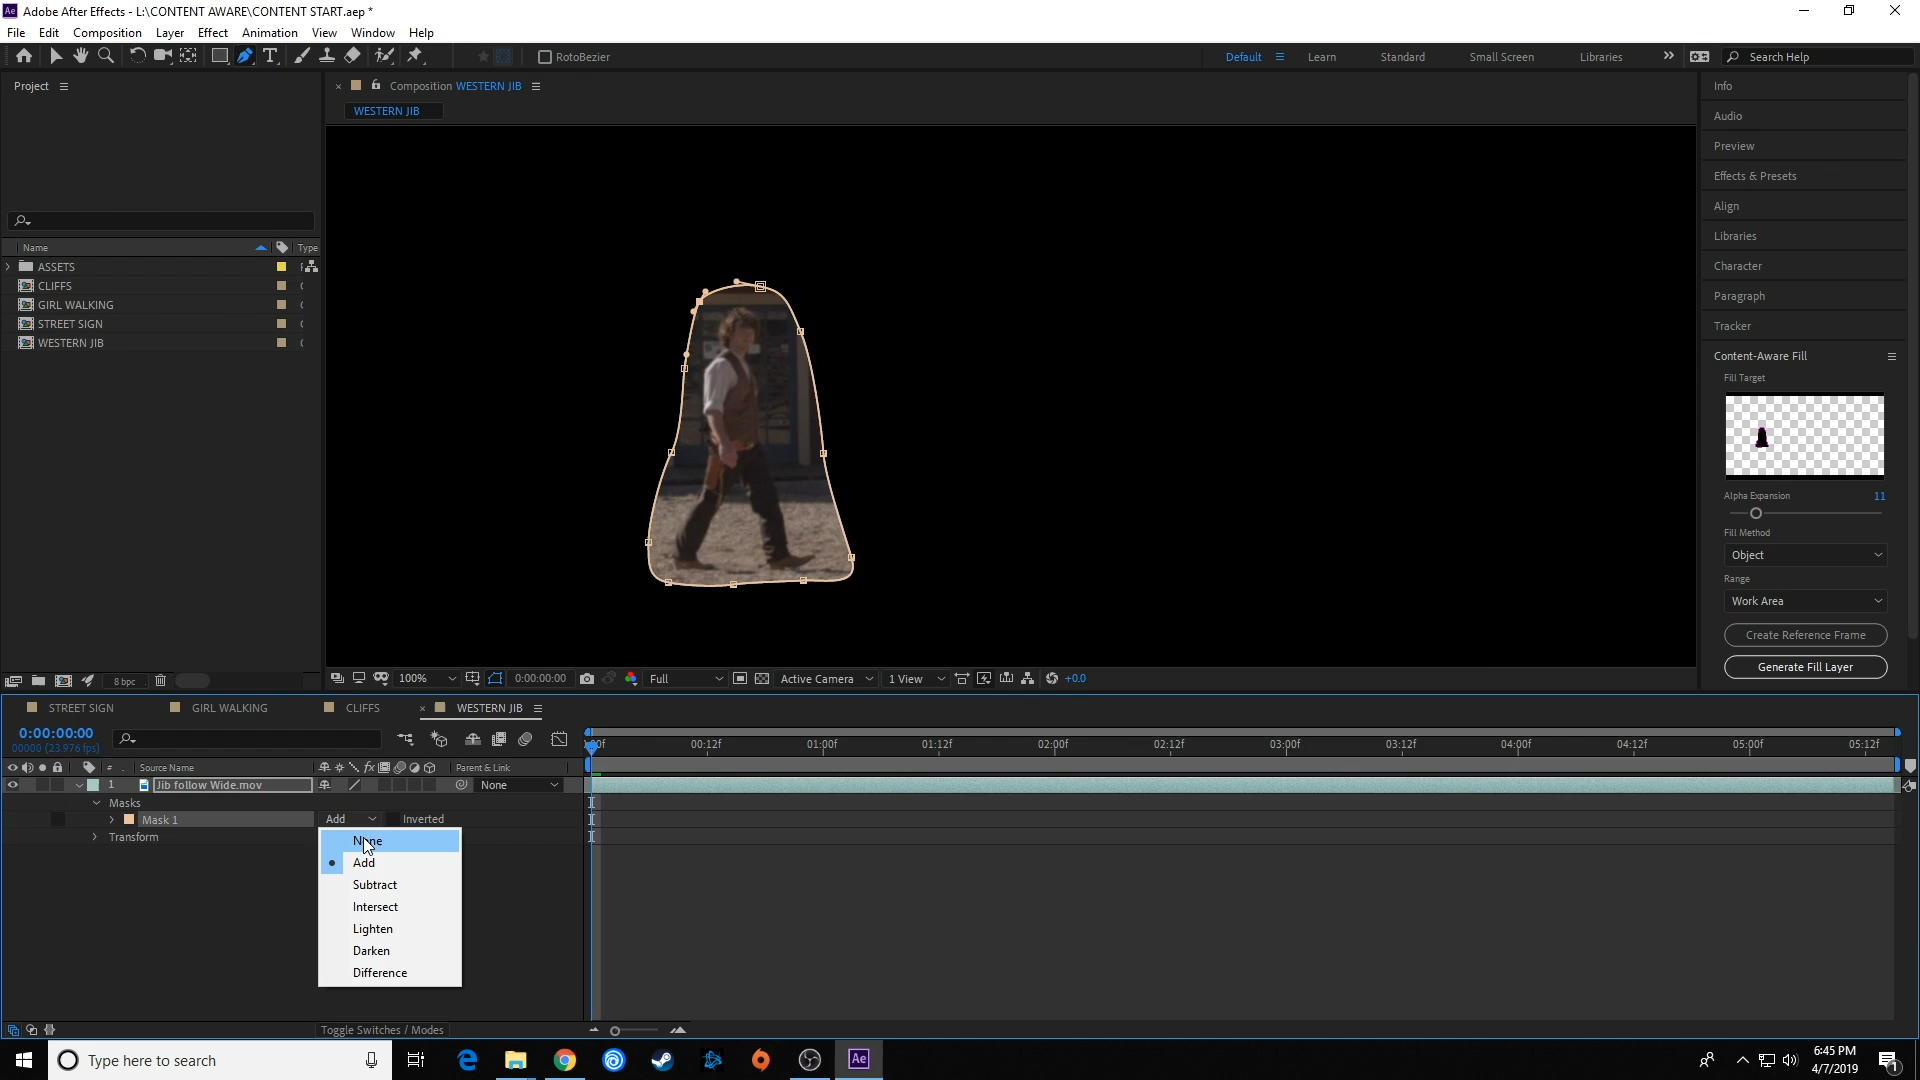 Adobe After Effects - L:\CONTENT AWARE\CONTENT START.aep *
File Edit Composition Layer Effect Animation View Window Help
RotoBezier
Default Learn Standard Small Screen Libraries Search Help
Project
Composition WESTERN JIB
WESTERN JIB
Name Type
ASSETS
CLIFFS
GIRL WALKING
STREET SIGN
WESTERN JIB
8 bpc
100% 0:00:00:00 Full Active Camera 1 View +0.0
Info
Audio
Preview
Effects & Presets
Align
Libraries
Character
Paragraph
Tracker
Content-Aware Fill
Fill Target
Alpha Expansion 11
Fill Method
Object
Range
Work Area
Create Reference Frame
Generate Fill Layer
STREET SIGN GIRL WALKING CLIFFS WESTERN JIB
0:00:00:00
00000 (23.976 fps)
00:12f 01:00f 01:12f 02:00f 02:12f 03:00f 03:12f 04:00f 04:12f 05:00f 05:12f
# Source Name Parent & Link
1 Jib follow Wide.mov None
Masks
Mask 1 Add Inverted
Transform
None
Add
Subtract
Intersect
Lighten
Darken
Difference
Toggle Switches / Modes
Type here to search
Ae
6:45 PM
4/7/2019
1